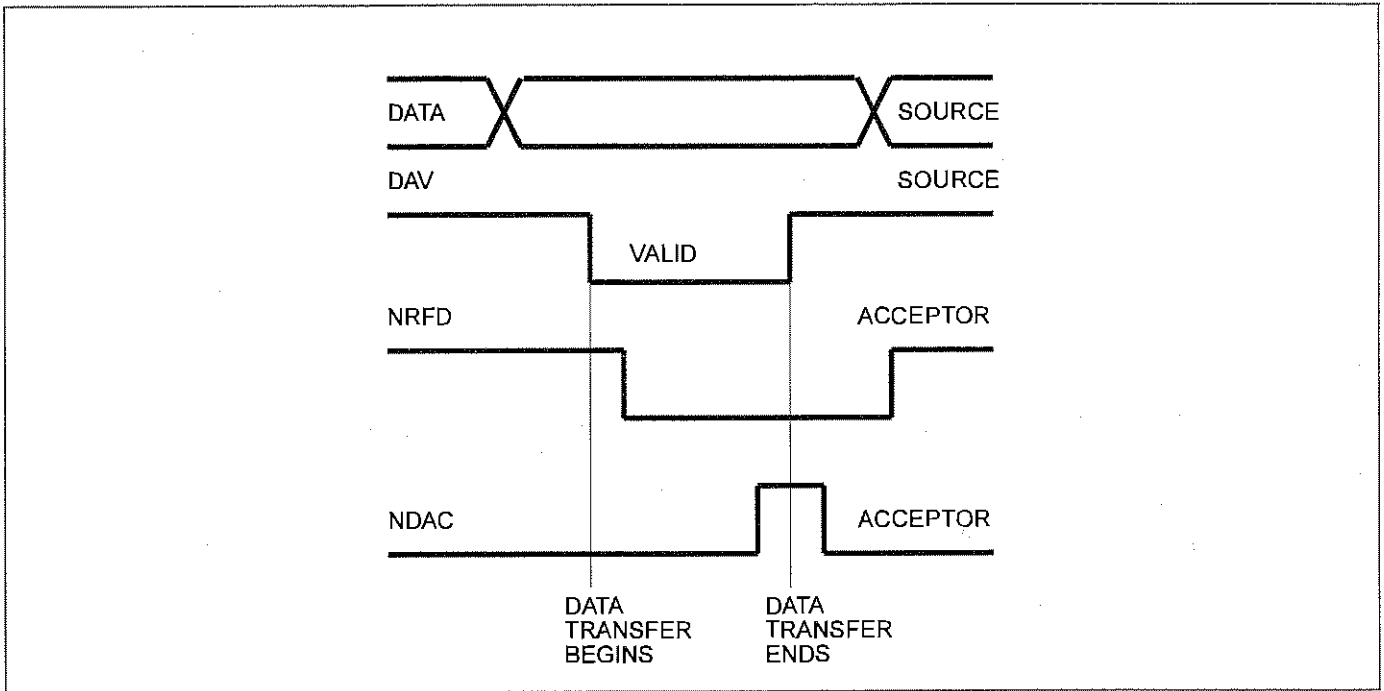 DATA SOURCE
DAV SOURCE
VALID
NRFD ACCEPTOR
NDAC ACCEPTOR
DATA TRANSFER BEGINS
DATA TRANSFER ENDS